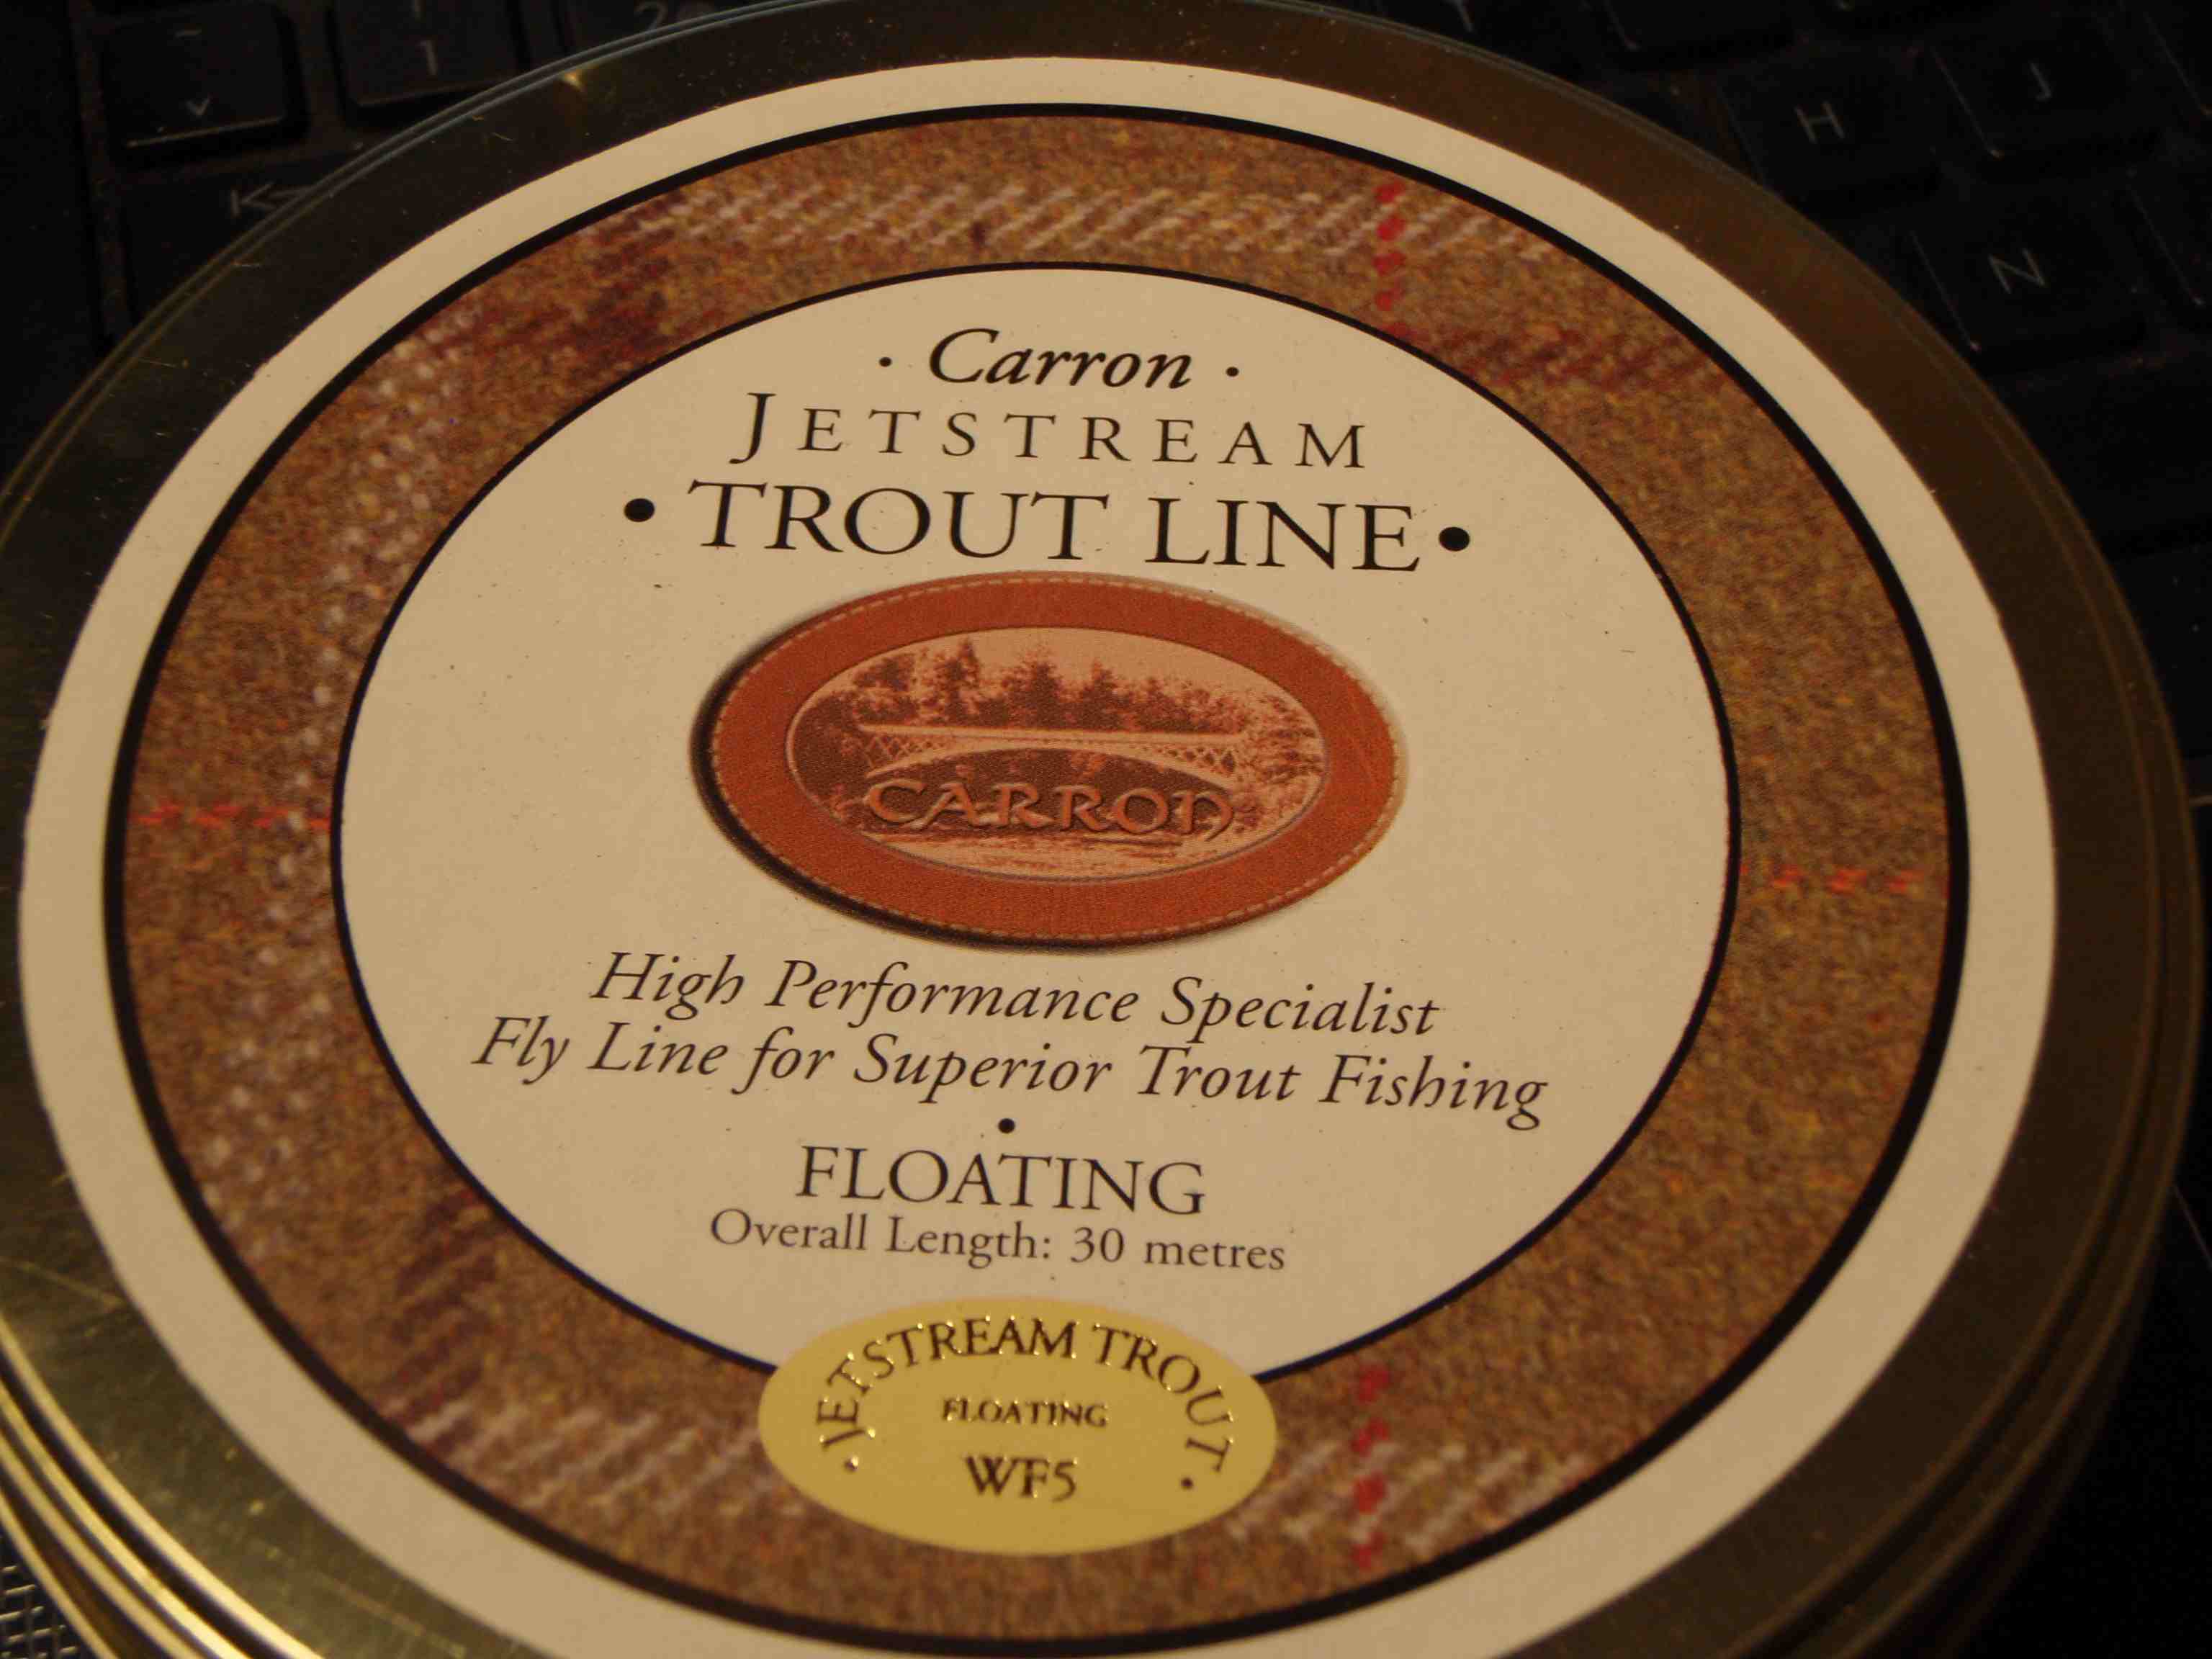 · Carron ·
JETSTREAM
• TROUT LINE •
CARRON
High Performance Specialist
Fly Line for Superior Trout Fishing
•
FLOATING
Overall Length: 30 metres
· JETSTREAM TROUT ·
FLOATING
WF5
1
H
J
N